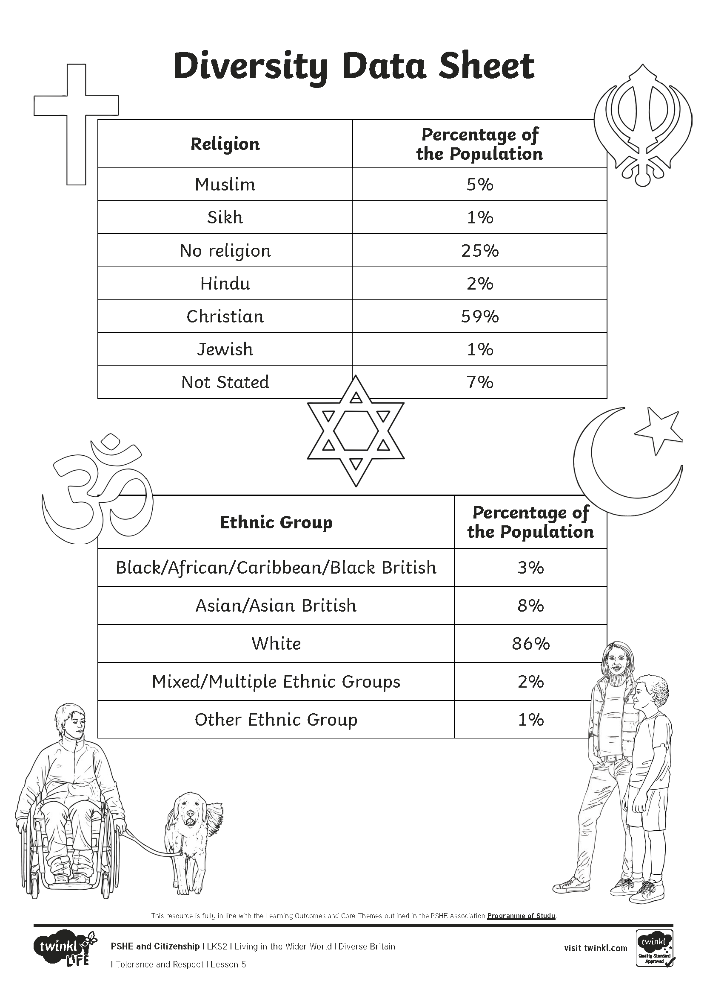 Diversity Data Sheet
Religion
Percentage of
the Population
Muslim
5%
Sikh
1%
No religion
25%
Hindu
2%
Christian
59%
Jewish
1%
Not Stated
7%
Ethnic Group
Percentage of
the Population
Black/African/Caribbean/Black British
3%
Asian/Asian British
8%
White
86%
Mixed/Multiple Ethnic Groups
2%
Other Ethnic Group
1%
This resource is fully in line with the Learning Outcomes and Core Themes outlined in the PSHE Association Programme of Study.
twinkl
LIFE
PSHE and Citizenship | LKS2 | Living in the Wider World | Diverse Britain
| Tolerance and Respect | Lesson 5
visit twinkl.com
twinkl
Quality Standard
Approved